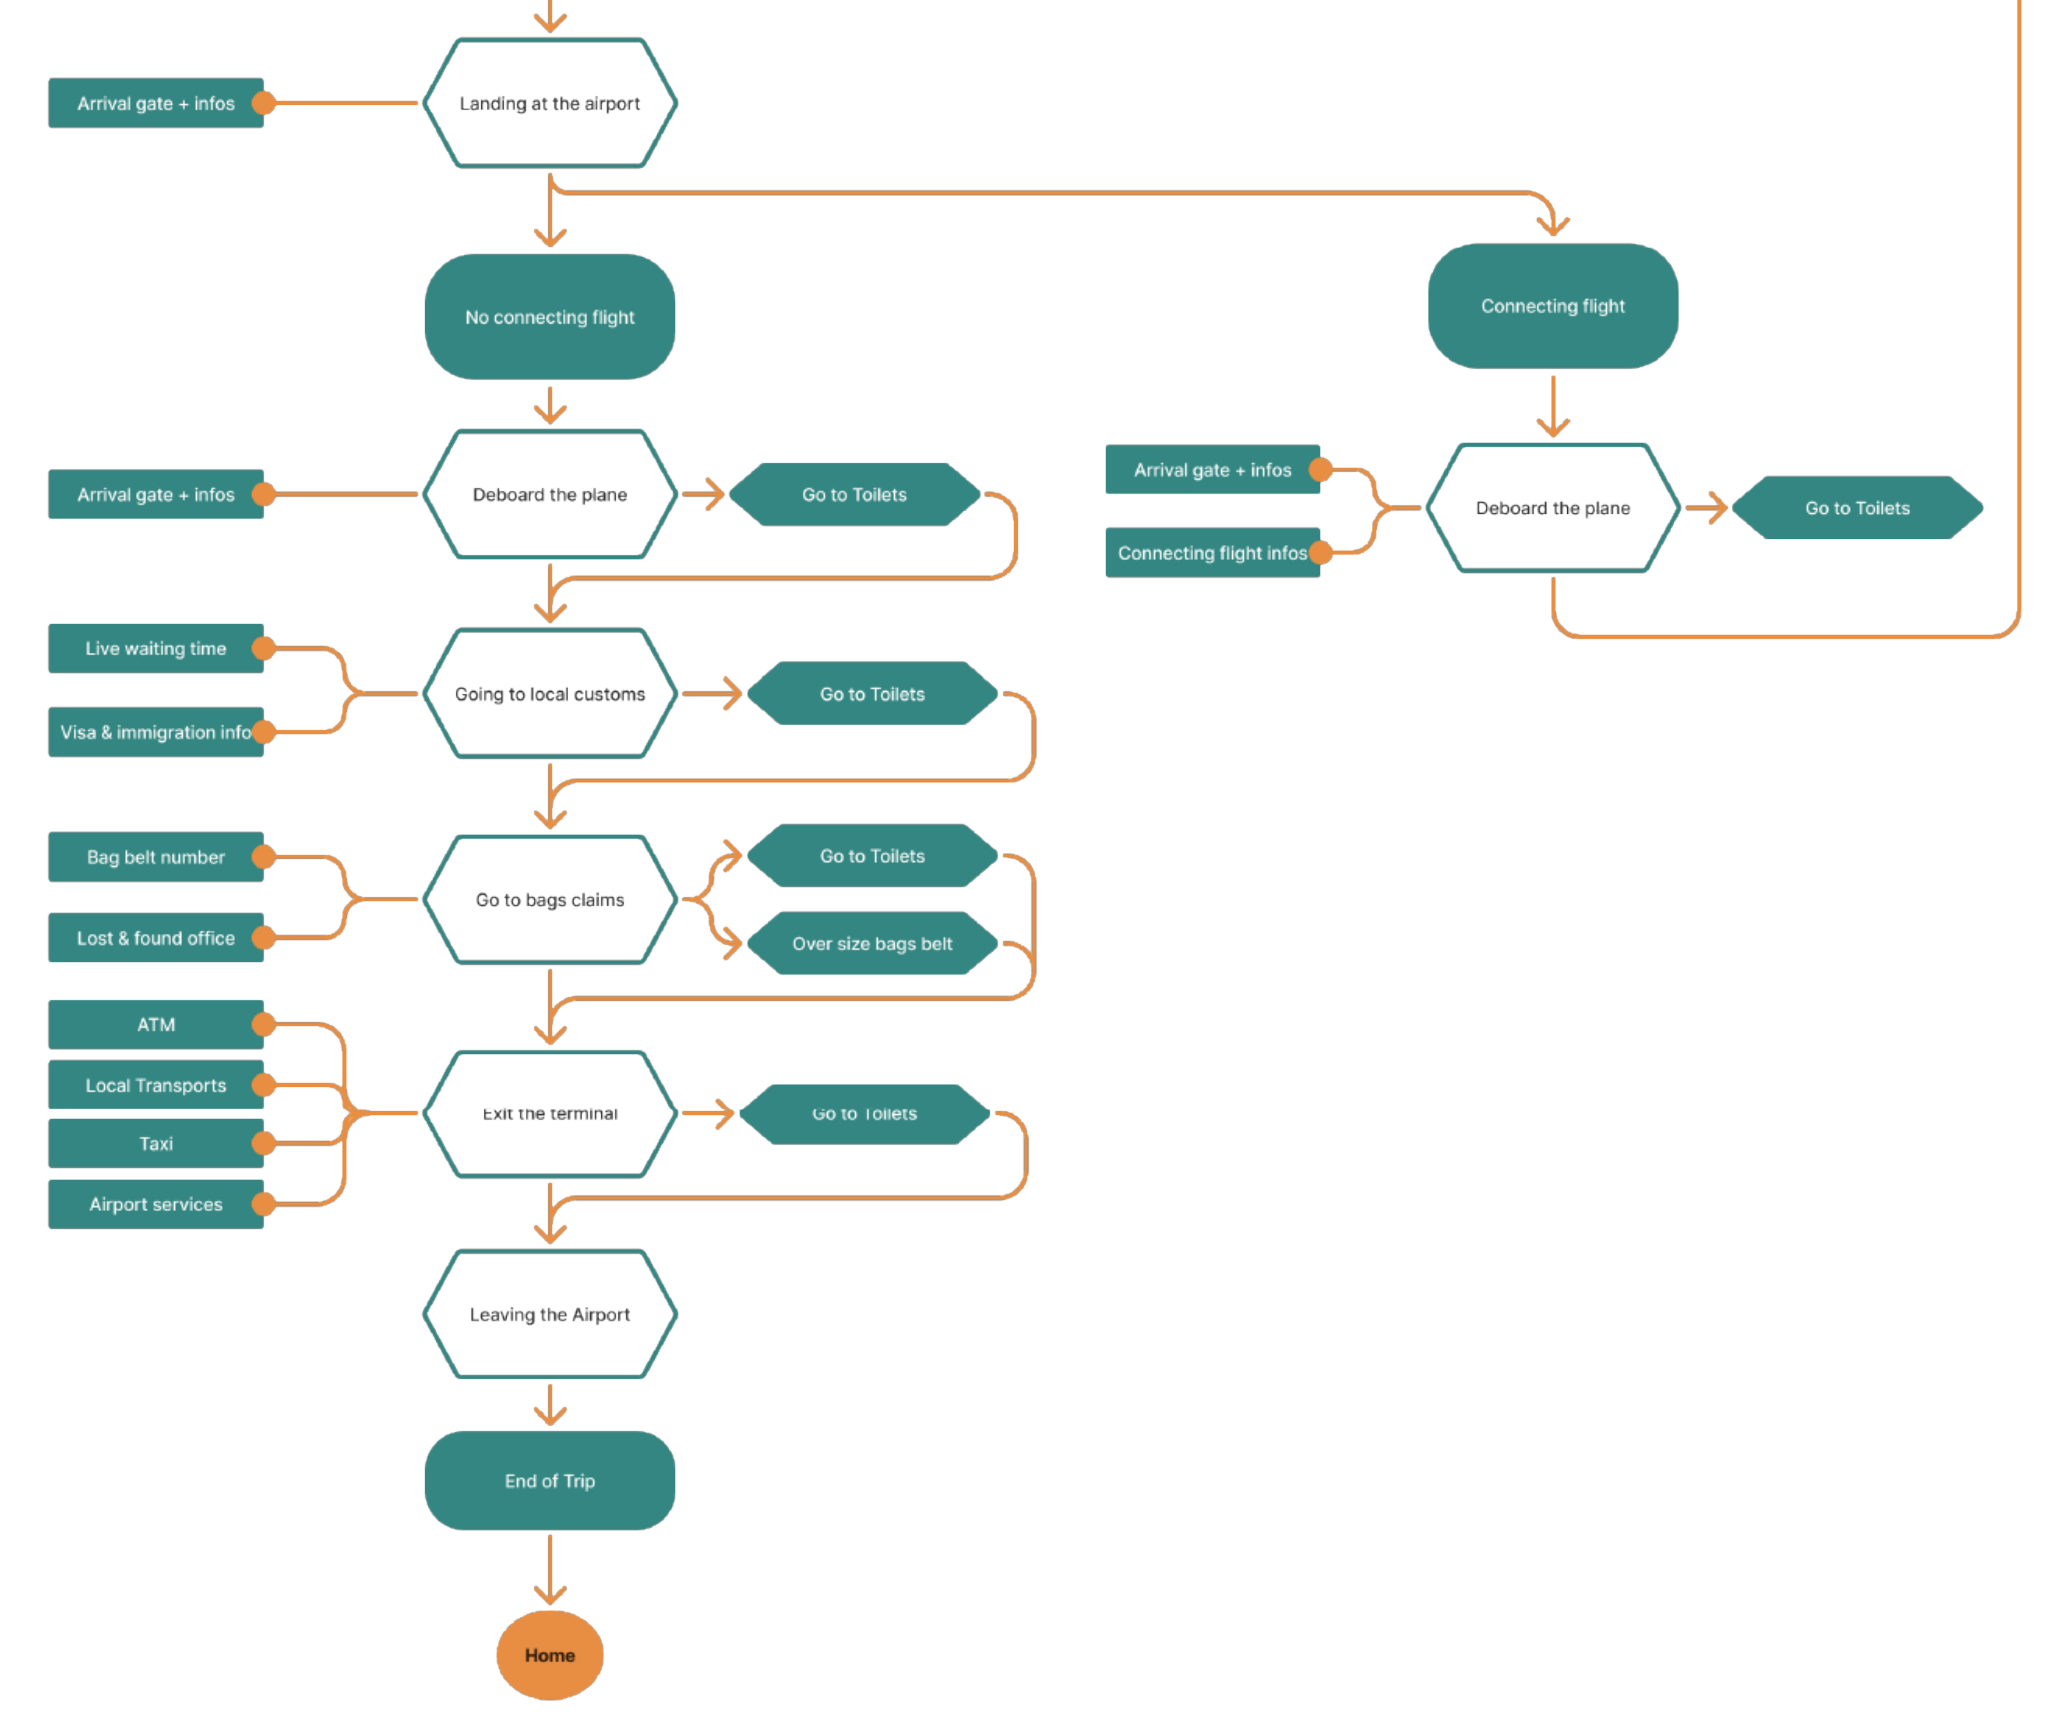 Arrival gate + infos
Landing at the airport
No connecting flight
Connecting flight
Arrival gate + infos
Deboard the plane
Go to Toilets
Arrival gate + infos
Connecting flight infos
Deboard the plane
Go to Toilets
Live waiting time
Visa & immigration info
Going to local customs
Go to Toilets
Bag belt number
Lost & found office
Go to bags claims
Go to Toilets
Over size bags belt
ATM
Local Transports
Taxi
Airport services
Exit the terminal
Go to Toilets
Leaving the Airport
End of Trip
Home